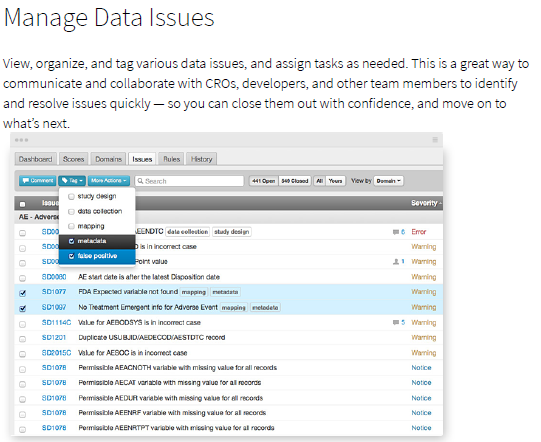 Manage Data Issues
View, organize, and tag various data issues, and assign tasks as needed. This is a great way to
communicate and collaborate with CROs, developers, and other team members to identify
and resolve issues quickly — so you can close them out with confidence, and move on to
what's next.
Dashboard Scores Domains Issues Rules History
Comment Tag More Actions Search 441 Open 540 Closed All Yours View by Domain
study design
data collection
mapping
metadata
false positive
Issue Severity
AE - Adverse
SD00 AEENDTC data collection study design 6 Error
SD00 D is in incorrect case Warning
SD00 Point value 1 Warning
SD0080 AE start date is after the latest Disposition date Warning
SD1077 FDA Expected variable not found mapping metadata Warning
SD1097 No Treatment Emergent info for Adverse Event mapping metadata Warning
SD1114C Value for AEBODSYS is in incorrect case 5 Warning
SD1201 Duplicate USUBJID/AEDECOD/AESTDTC record Warning
SD2015C Value for AESOC is in incorrect case Warning
SD1076 Permissible AEACNOTH variable with missing value for all records Notice
SD1076 Permissible AECAT variable with missing value for all records Notice
SD1076 Permissible AEDUR variable with missing value for all records Notice
SD1076 Permissible AEENRF variable with missing value for all records Notice
SD1076 Permissible AEENRTPT variable with missing value for all records Notice